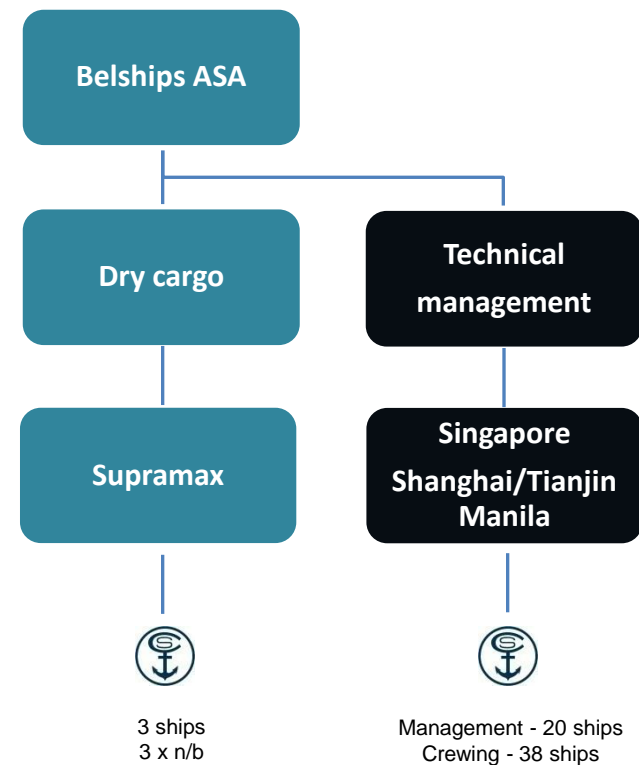 Belships ASA
Dry cargo
Technical
management
Supramax
Singapore
Shanghai/Tianjin
Manila
3 ships
3 x n/b
Management - 20 ships
Crewing - 38 ships